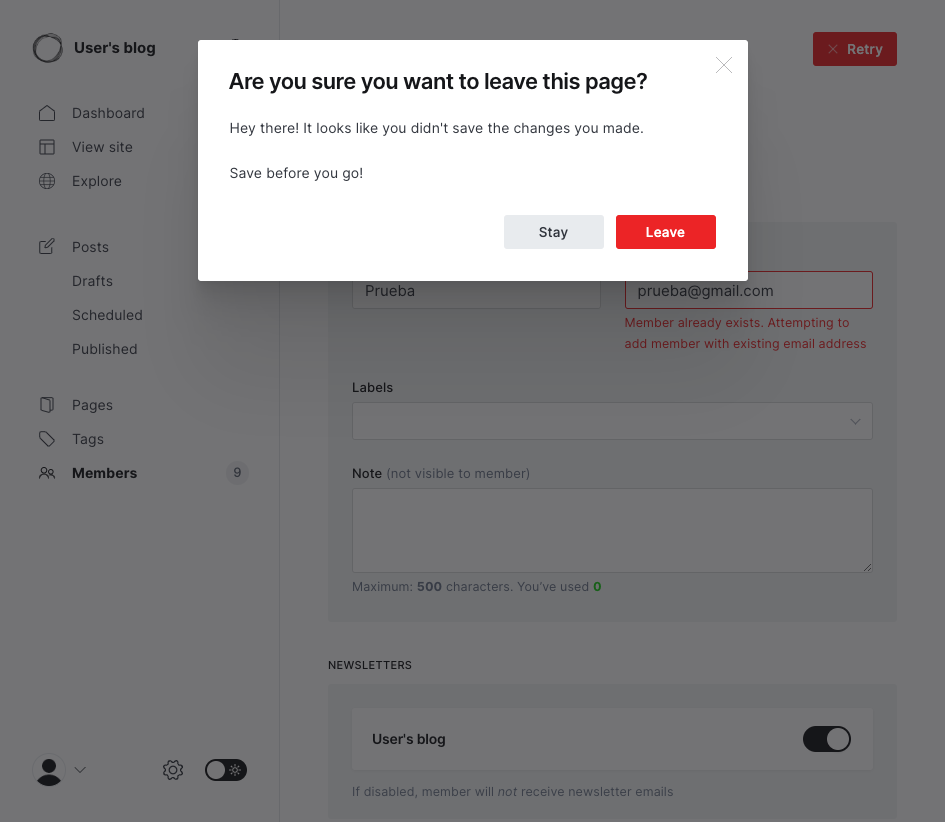 User's blog
Retry
Are you sure you want to leave this page?
Hey there! It looks like you didn't save the changes you made.
Save before you go!
Stay
Leave
Dashboard
View site
Explore
Posts
Drafts
Scheduled
Published
Pages
Tags
Members 9
Prueba
prueba@gmail.com
Member already exists. Attempting to
add member with existing email address
Labels
Note (not visible to member)
Maximum: 500 characters. You've used 0
NEWSLETTERS
User's blog
If disabled, member will not receive newsletter emails